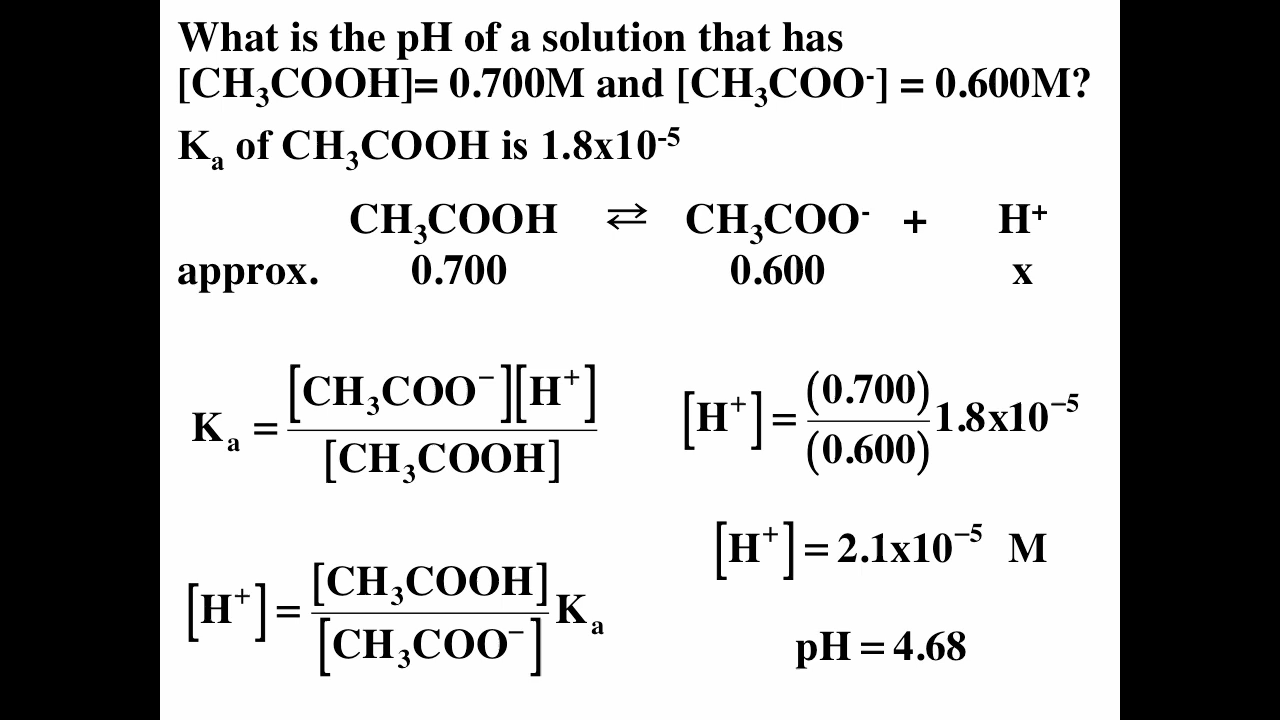 What is the pH of a solution that has
[CH₃COOH]= 0.700M and [CH₃COO⁻] = 0.600M?
Kₐ of CH₃COOH is 1.8x10⁻⁵
CH₃COOH ⇄ CH₃COO⁻ + H⁺
approx. 0.700 0.600 x
Kₐ = [CH₃COO⁻][H⁺] / [CH₃COOH]
[H⁺] = [CH₃COOH] / [CH₃COO⁻] Kₐ
[H⁺] = (0.700) / (0.600) 1.8x10⁻⁵
[H⁺] = 2.1x10⁻⁵ M
pH = 4.68